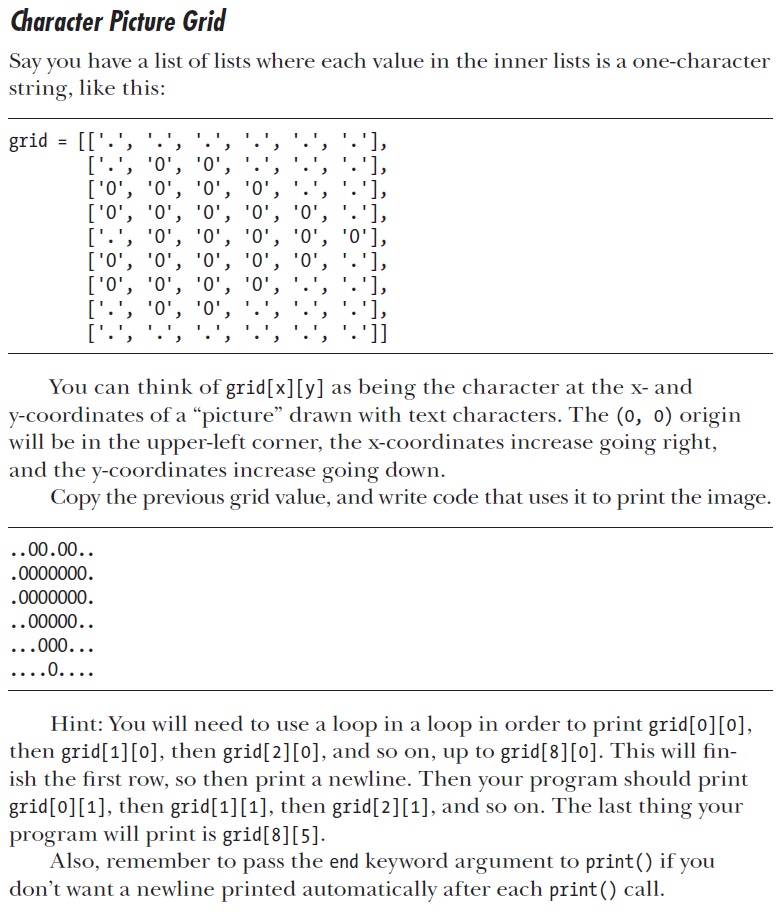 Character Picture Grid
Say you have a list of lists where each value in the inner lists is a one-character
string, like this:
grid = [['.', '.', '.', '.', '.', '.'],
['.', 'O', 'O', '.', '.', '.'],
['O', 'O', 'O', 'O', '.', '.'],
['O', 'O', 'O', 'O', 'O', '.'],
['.', 'O', 'O', 'O', 'O', 'O'],
['O', 'O', 'O', 'O', 'O', '.'],
['O', 'O', 'O', 'O', '.', '.'],
['.', 'O', 'O', '.', '.', '.'],
['.', '.', '.', '.', '.', '.']]
You can think of grid[x][y] as being the character at the x- and
y-coordinates of a “picture” drawn with text characters. The (0, 0) origin
will be in the upper-left corner, the x-coordinates increase going right,
and the y-coordinates increase going down.
Copy the previous grid value, and write code that uses it to print the image.
..OO.OO..
.OOOOOOO.
.OOOOOOO.
..OOOOO..
...OOO...
....O....
Hint: You will need to use a loop in a loop in order to print grid[0][0],
then grid[1][0], then grid[2][0], and so on, up to grid[8][0]. This will fin-
ish the first row, so then print a newline. Then your program should print
grid[0][1], then grid[1][1], then grid[2][1], and so on. The last thing your
program will print is grid[8][5].
Also, remember to pass the end keyword argument to print() if you
don’t want a newline printed automatically after each print() call.